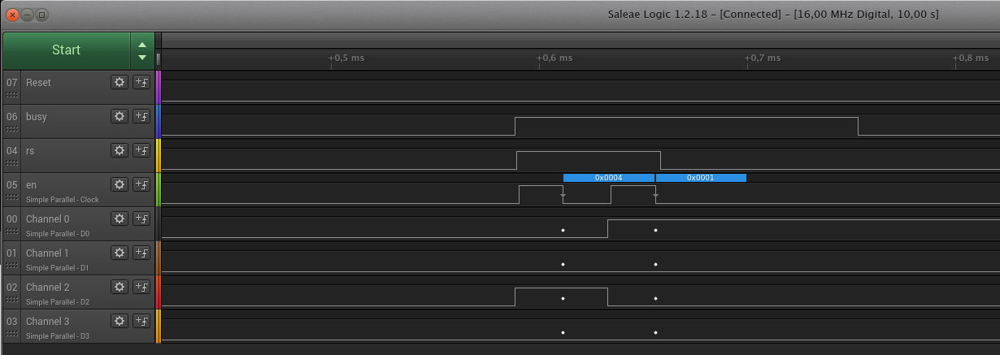 Saleae Logic 1.2.18 – [Connected] – [16,00 MHz Digital, 10,00 s]
Start
+0,5 ms +0,6 ms +0,7 ms +0,8 ms
07 Reset
06 busy
04 rs
05 en
Simple Parallel - Clock
0x0004 0x0001
00 Channel 0
Simple Parallel - D0
01 Channel 1
Simple Parallel - D1
02 Channel 2
Simple Parallel - D2
03 Channel 3
Simple Parallel - D3